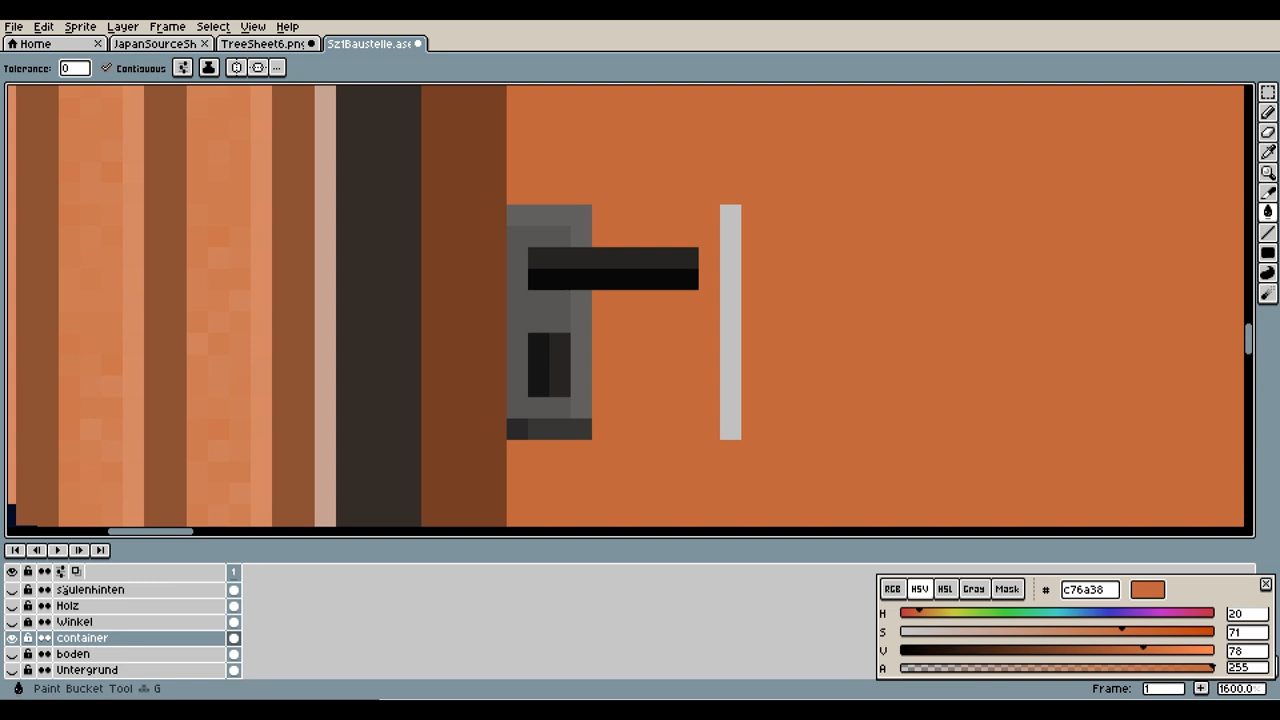 File Edit Sprite Layer Frame Select View Help
Home JapanSourceSh TreeSheet6.png Sz1Baustelle.ase
Tolerance: 0 Contiguous ...
1
säulenhinten
Holz
Winkel
container
boden
Untergrund
RGB HSV HSL Gray Mask # c76a38
H 20
S 71
V 78
A 255
Paint Bucket Tool G Frame: 1 + 1600.0